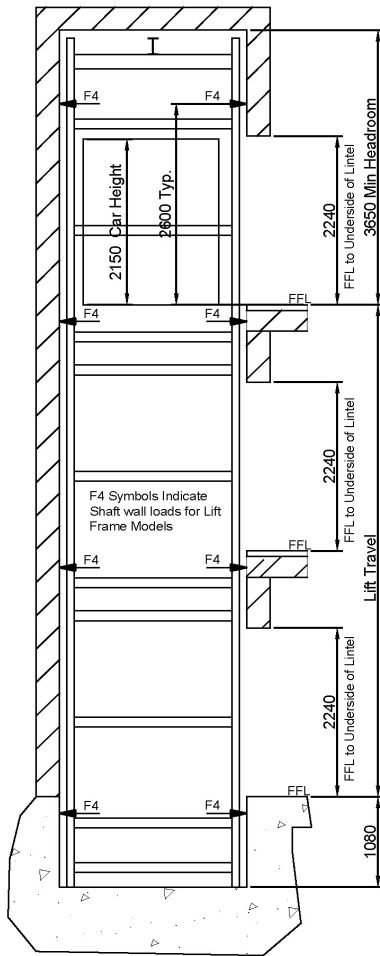 F4
F4
2150 Car Height
2600 Typ.
2240
FFL to Underside of Lintel
3650 Min Headroom
FFL
F4
F4
2240
FFL to Underside of Lintel
F4 Symbols Indicate
Shaft wall loads for Lift
Frame Models
FFL
F4
F4
Lift Travel
2240
FFL to Underside of Lintel
FFL
F4
F4
1080